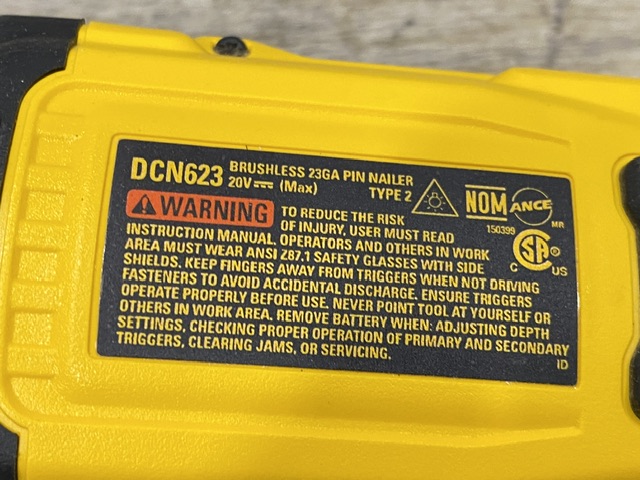 DCN623 BRUSHLESS 23GA PIN NAILER
20V (Max) TYPE 2
NOM ANCE
MR
150399
CSA
C US
WARNING TO REDUCE THE RISK
OF INJURY, USER MUST READ
INSTRUCTION MANUAL. OPERATORS AND OTHERS IN WORK
AREA MUST WEAR ANSI Z87.1 SAFETY GLASSES WITH SIDE
SHIELDS. KEEP FINGERS AWAY FROM TRIGGERS WHEN NOT DRIVING
FASTENERS TO AVOID ACCIDENTAL DISCHARGE. ENSURE TRIGGERS
OPERATE PROPERLY BEFORE USE. NEVER POINT TOOL AT YOURSELF OR
OTHERS IN WORK AREA. REMOVE BATTERY WHEN: ADJUSTING DEPTH
SETTINGS, CHECKING PROPER OPERATION OF PRIMARY AND SECONDARY
TRIGGERS, CLEARING JAMS, OR SERVICING.
ID